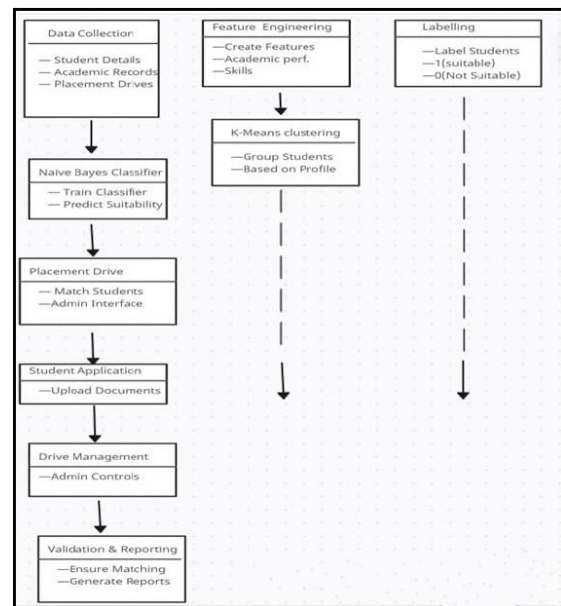 Data Collection
— Student Details
— Academic Records
— Placement Drives
Naive Bayes Classifier
— Train Classifier
— Predict Suitability
Placement Drive
— Match Students
—Admin Interface
Student Application
—Upload Documents
Drive Management
—Admin Controls
Validation & Reporting
—Ensure Matching
—Generate Reports
Feature Engineering
—Create Features
—Academic perf.
—Skills
K-Means clustering
—Group Students
—Based on Profile
Labelling
—Label Students
—1(suitable)
—0(Not Suitable)